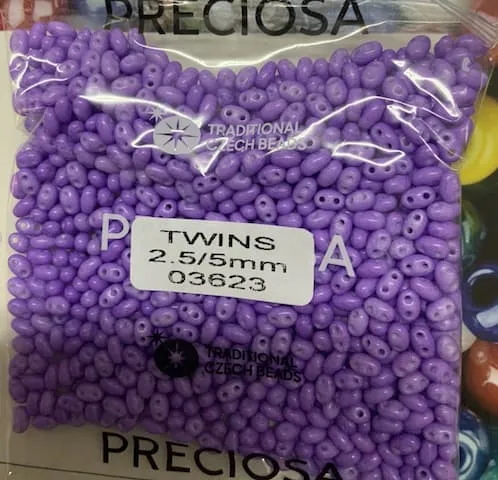 PRECIOSA
TRADITIONAL
CZECH BEADS
P
A
TWINS
2.5/5mm
03623
TRADITIONAL
CZECH BEADS
PRECIOSA